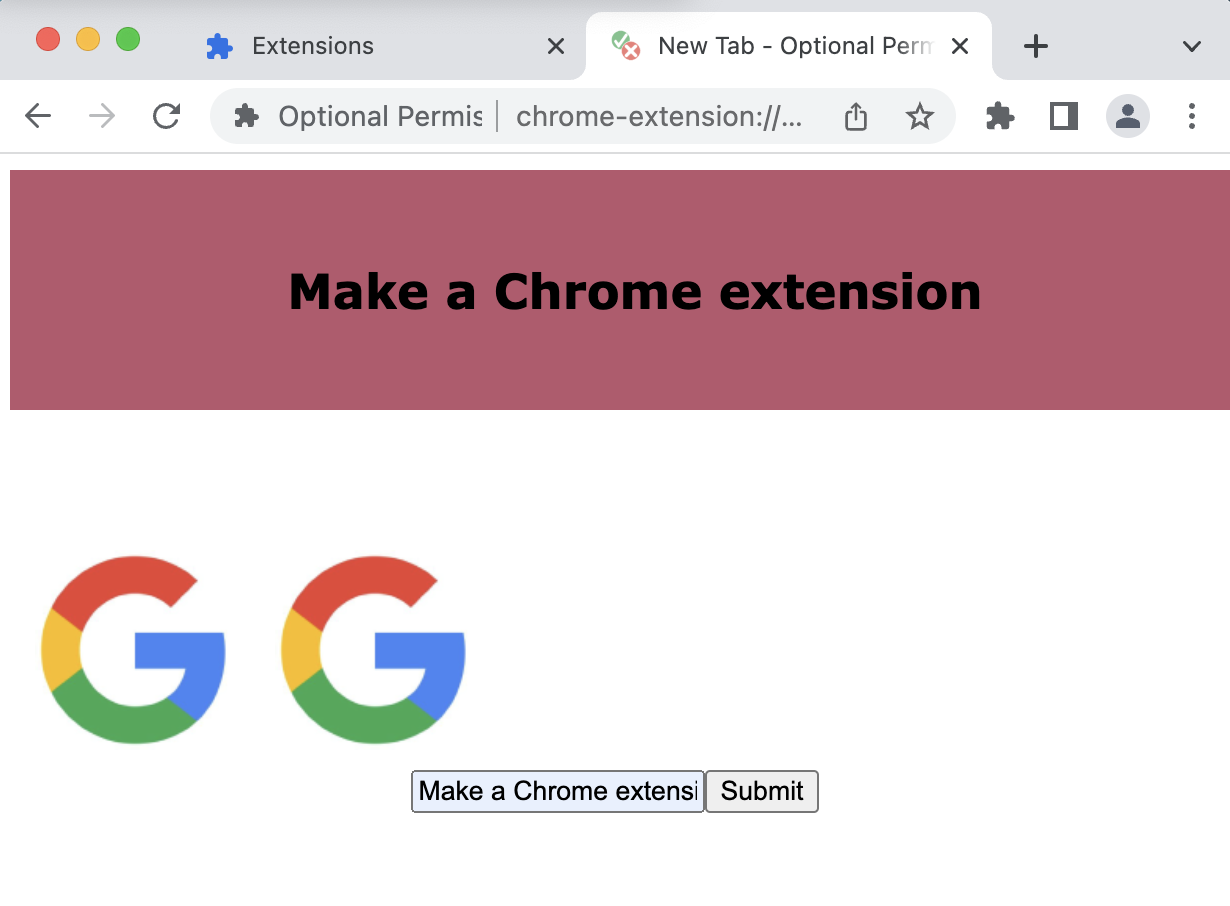 Extensions
New Tab - Optional Perm
Optional Permis
chrome-extension://...
Make a Chrome extension
G G
Make a Chrome extensi
Submit